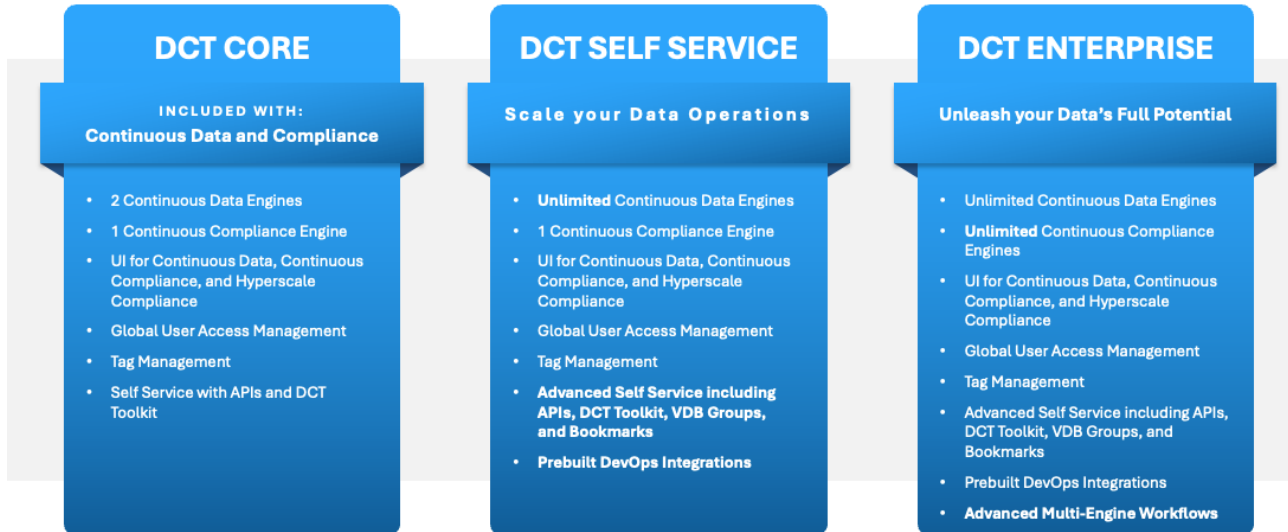 DCT CORE
INCLUDED WITH:
Continuous Data and Compliance
• 2 Continuous Data Engines
• 1 Continuous Compliance Engine
• UI for Continuous Data, Continuous
Compliance, and Hyperscale
Compliance
• Global User Access Management
• Tag Management
• Self Service with APIs and DCT
Toolkit
DCT SELF SERVICE
Scale your Data Operations
• Unlimited Continuous Data Engines
• 1 Continuous Compliance Engine
• UI for Continuous Data, Continuous
Compliance, and Hyperscale
Compliance
• Global User Access Management
• Tag Management
• Advanced Self Service including
APIs, DCT Toolkit, VDB Groups,
and Bookmarks
• Prebuilt DevOps Integrations
DCT ENTERPRISE
Unleash your Data's Full Potential
• Unlimited Continuous Data Engines
• Unlimited Continuous Compliance
Engines
• UI for Continuous Data, Continuous
Compliance, and Hyperscale
Compliance
• Global User Access Management
• Tag Management
• Advanced Self Service including APIs,
DCT Toolkit, VDB Groups, and
Bookmarks
• Prebuilt DevOps Integrations
• Advanced Multi-Engine Workflows